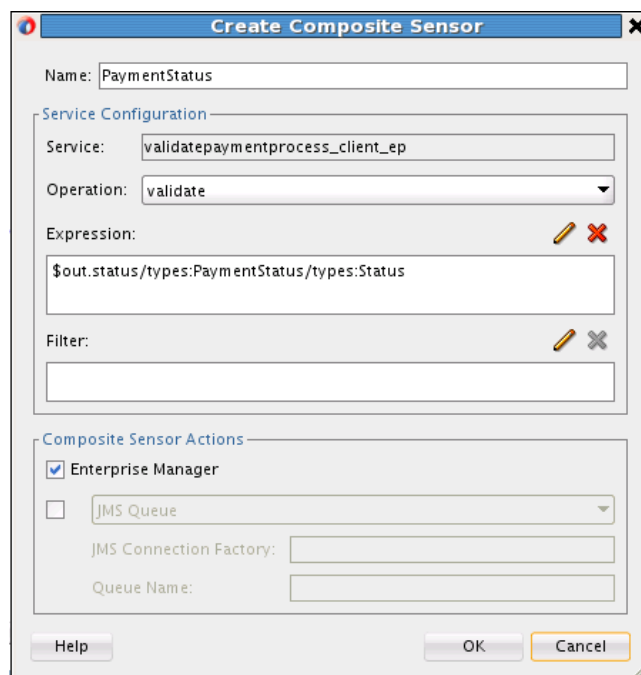 Create Composite Sensor
Name: PaymentStatus
Service Configuration
Service: validatepaymentprocess_client_ep
Operation: validate
Expression:
$out.status/types:PaymentStatus/types:Status
Filter:
Composite Sensor Actions
Enterprise Manager
JMS Queue
JMS Connection Factory:
Queue Name:
Help OK Cancel